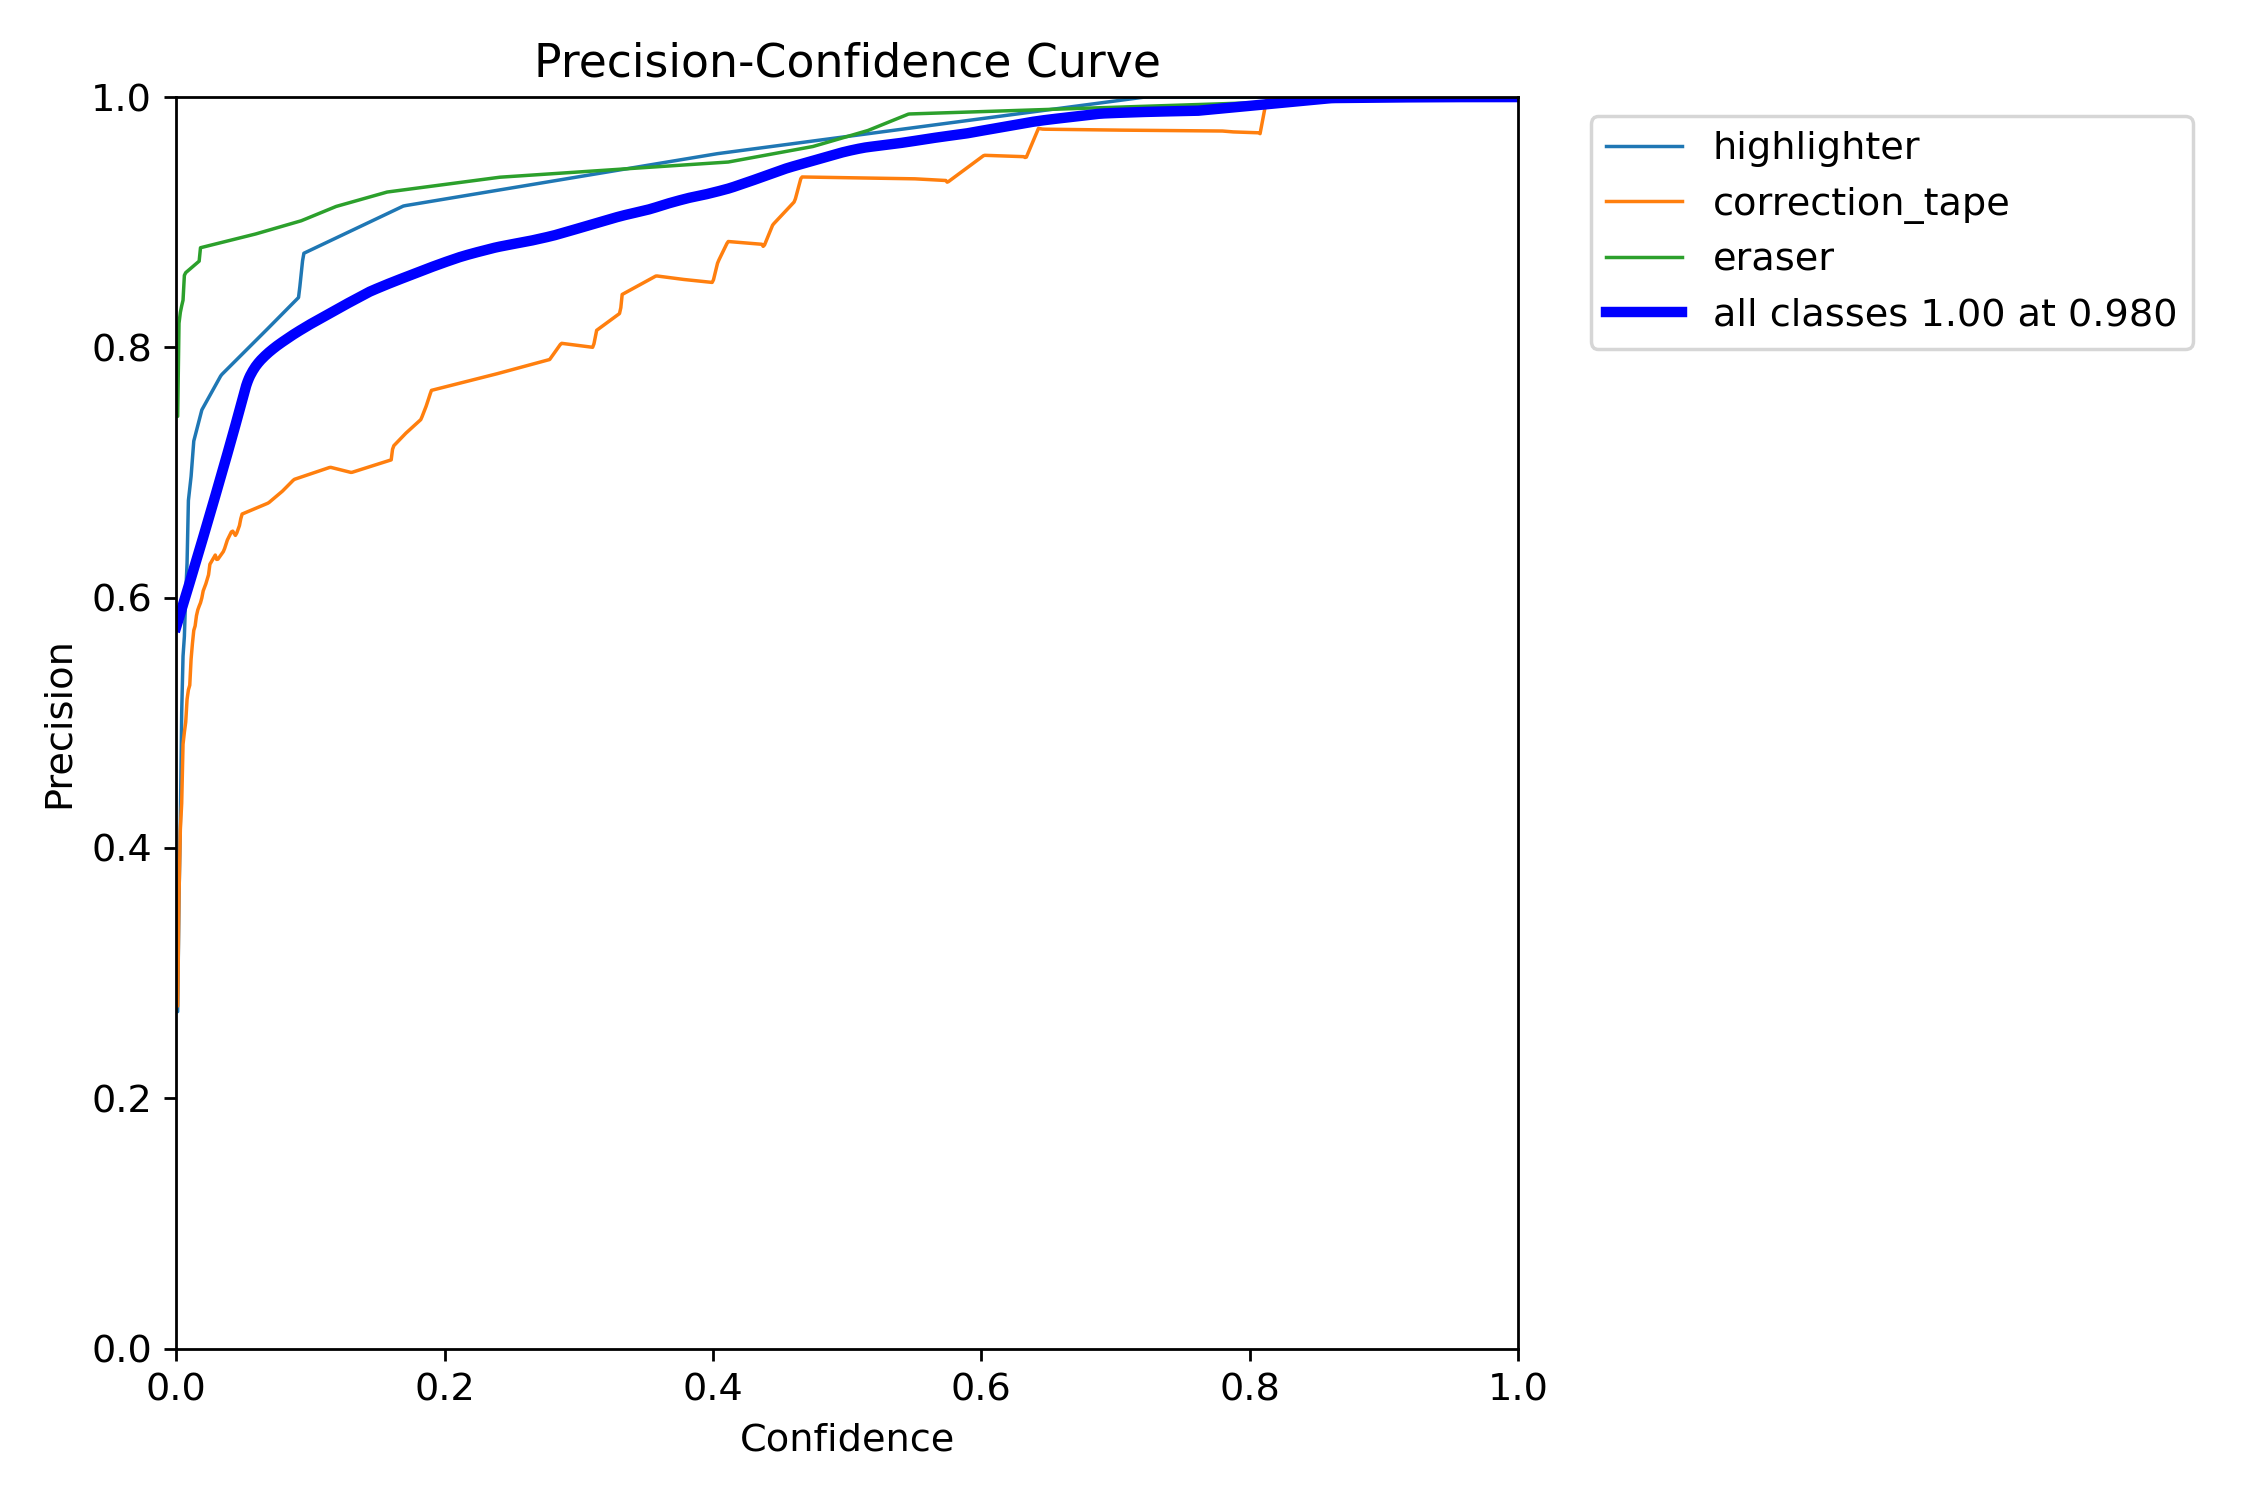 Precision-Confidence Curve
1.0
0.8
0.6
0.4
0.2
0.0
Precision
0.0 0.2 0.4 0.6 0.8 1.0
Confidence
highlighter
correction_tape
eraser
all classes 1.00 at 0.980